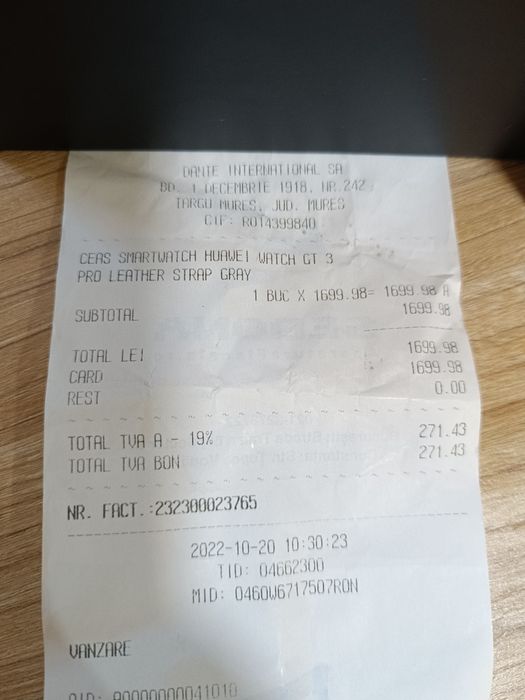 DANTE INTERNATIONAL SA
BD. 1 DECEMBRIE 1918, NR.242
TARGU MURES, JUD. MURES
CIF: RO14399840
CEAS SMARTWATCH HUAWEI WATCH GT 3
PRO LEATHER STRAP GRAY
1 BUC X 1699.98= 1699.98 A
SUBTOTAL 1699.98
TOTAL LEI 1699.98
CARD 1699.98
REST 0.00
TOTAL TVA A - 19% 271.43
TOTAL TVA BON 271.43
NR. FACT.:232300023765
2022-10-20 10:30:23
TID: 04662300
MID: 0460W6717507RON
VANZARE